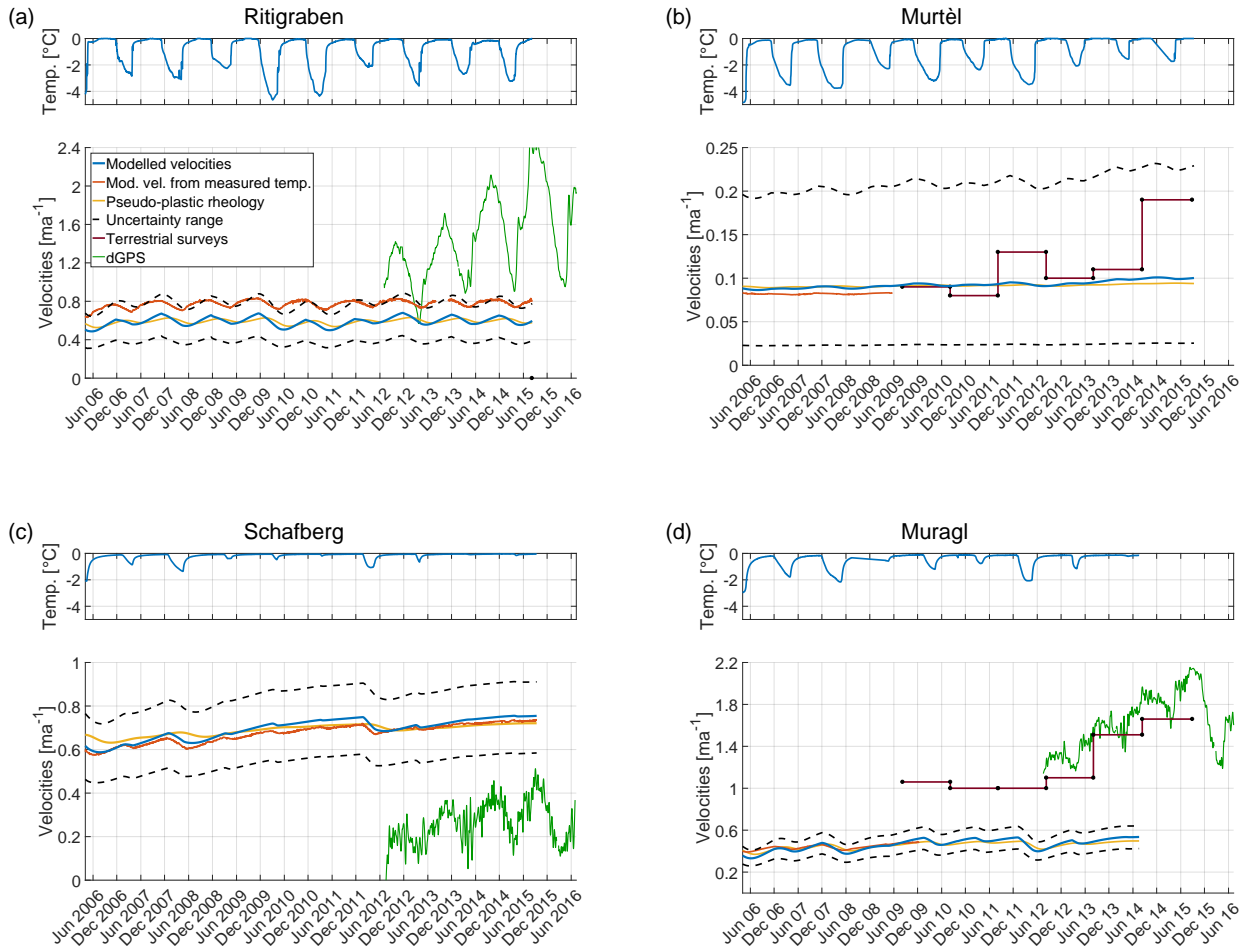 (a)
Ritigraben
Temp. [°C]
0
-2
-4
Velocities [ma-1]
2.4
2
1.6
1.2
0.8
0.4
0
Modelled velocities
Mod. vel. from measured temp.
Pseudo-plastic rheology
Uncertainty range
Terrestrial surveys
dGPS
Jun 06
Dec 06
Jun 07
Dec 07
Jun 08
Dec 08
Jun 09
Dec 09
Jun 10
Dec 10
Jun 11
Dec 11
Jun 12
Dec 12
Jun 13
Dec 13
Jun 14
Dec 14
Jun 15
Dec 15
Jun 16
(b)
Murtèl
Temp. [°C]
0
-2
-4
Velocities [ma-1]
0.25
0.2
0.15
0.1
0.05
0
Jun 2006
Dec 2006
Jun 2007
Dec 2007
Jun 2008
Dec 2008
Jun 2009
Dec 2009
Jun 2010
Dec 2010
Jun 2011
Dec 2011
Jun 2012
Dec 2012
Jun 2013
Dec 2013
Jun 2014
Dec 2014
Jun 2015
Dec 2015
Jun 2016
(c)
Schafberg
Temp. [°C]
0
-2
-4
Velocities [ma-1]
1
0.8
0.6
0.4
0.2
0
Jun 2006
Dec 2006
Jun 2007
Dec 2007
Jun 2008
Dec 2008
Jun 2009
Dec 2009
Jun 2010
Dec 2010
Jun 2011
Dec 2011
Jun 2012
Dec 2012
Jun 2013
Dec 2013
Jun 2014
Dec 2014
Jun 2015
Dec 2015
Jun 2016
(d)
Muragl
Temp. [°C]
0
-2
-4
Velocities [ma-1]
2.2
1.8
1.4
1
0.6
0.2
Jun 06
Dec 06
Jun 07
Dec 07
Jun 08
Dec 08
Jun 09
Dec 09
Jun 10
Dec 10
Jun 11
Dec 11
Jun 12
Dec 12
Jun 13
Dec 13
Jun 14
Dec 14
Jun 15
Dec 15
Jun 16